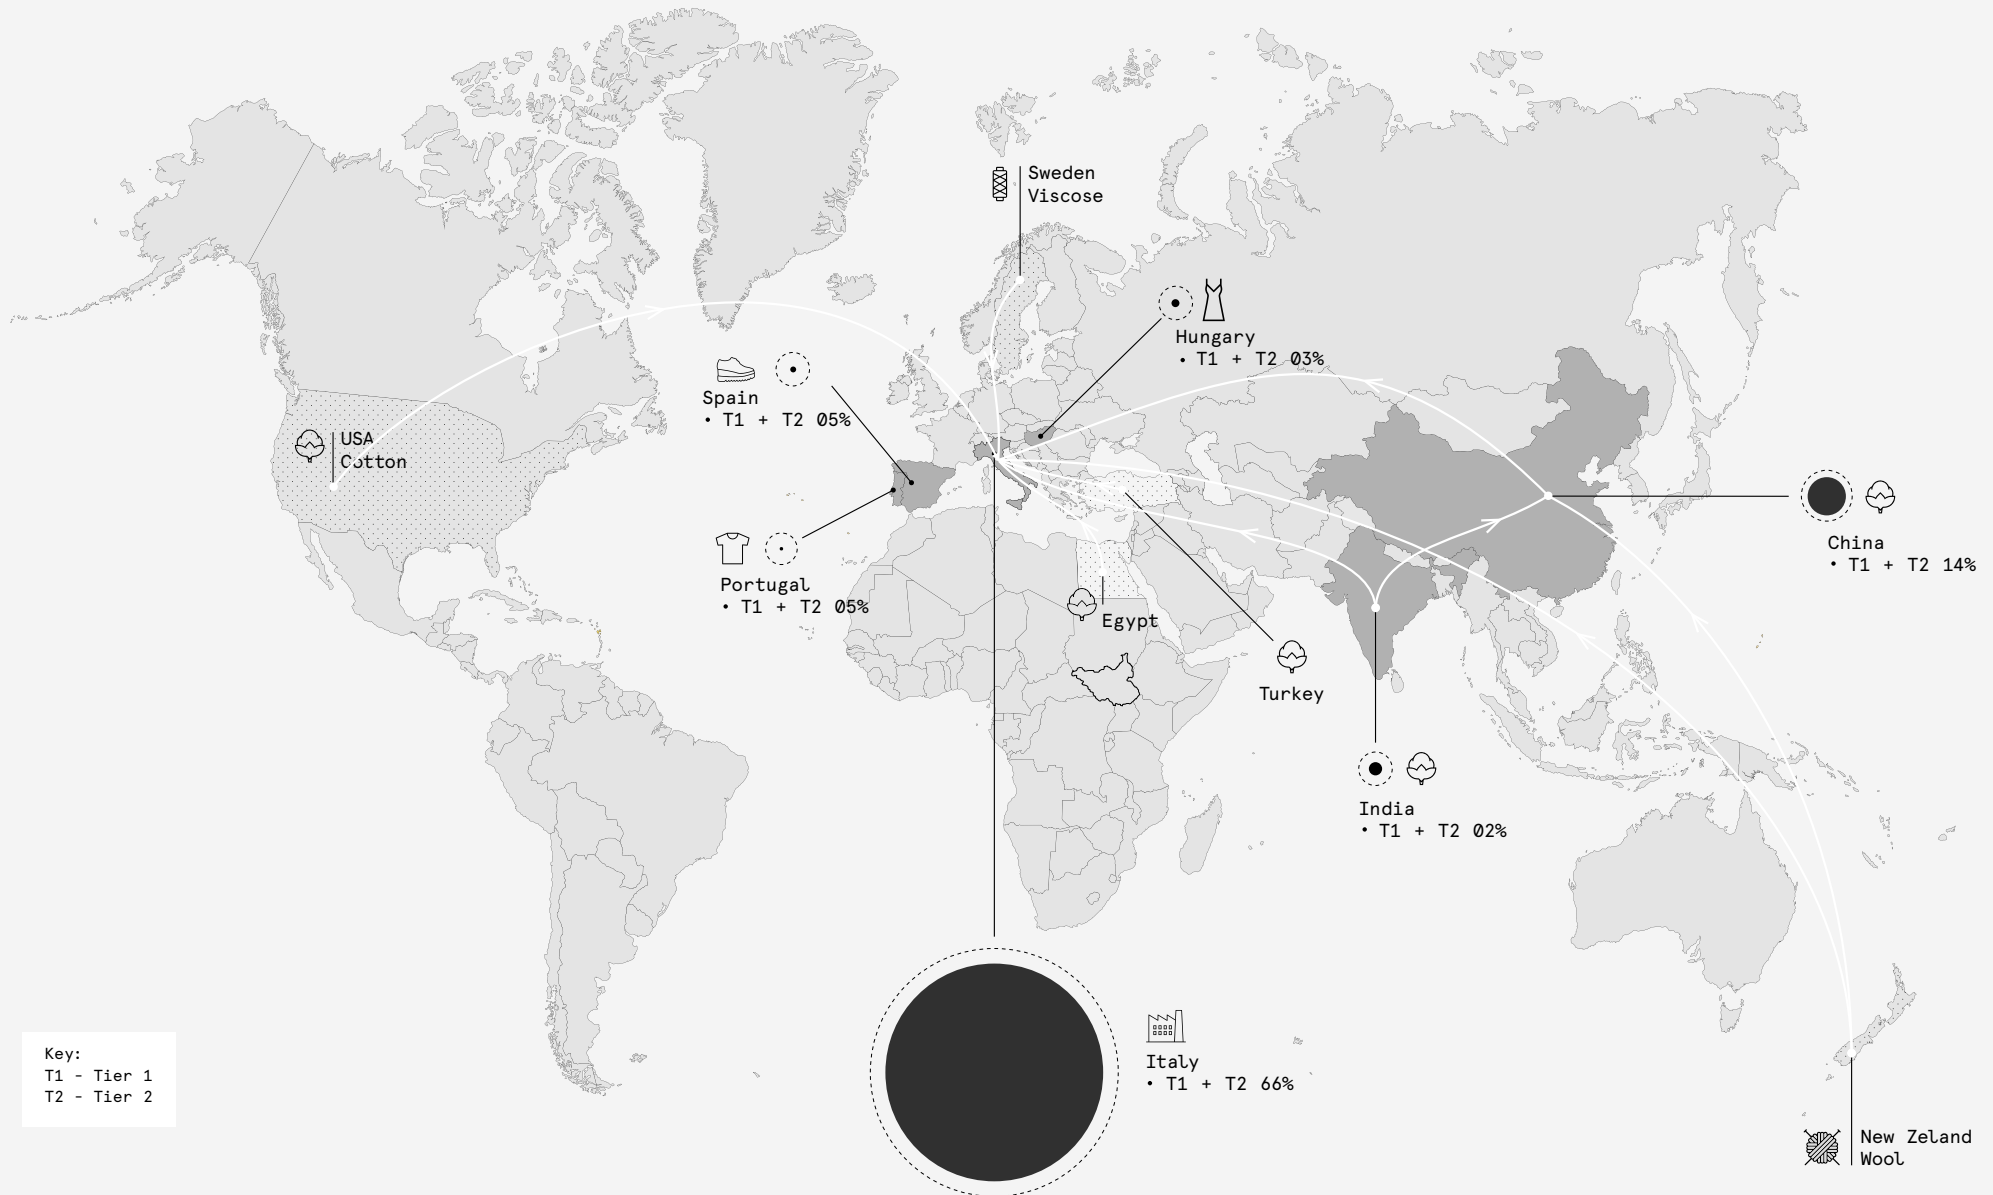 Sweden
Viscose
Hungary
• T1 + T2 03%
Spain
• T1 + T2 05%
USA
Cotton
Portugal
• T1 + T2 05%
China
• T1 + T2 14%
Egypt
Turkey
India
• T1 + T2 02%
Italy
• T1 + T2 66%
Key:
T1 - Tier 1
T2 - Tier 2
New Zeland
Wool